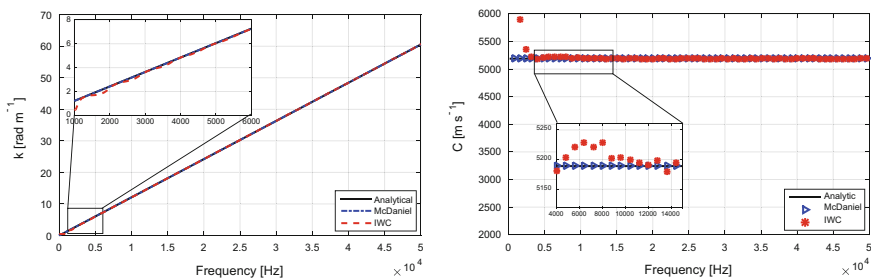 70
60
50
40
30
20
10
0
k [rad m⁻¹]
8
6
4
2
0
1000 2000 3000 4000 5000 6000
Analytical
McDaniel
IWC
0 0.5 1 1.5 2 2.5 3 3.5 4 4.5 5
Frequency [Hz]
× 10⁴
6000
5500
5000
4500
4000
3500
3000
2500
2000
C [m s⁻¹]
5250
5200
5150
4000 6000 8000 10000 12000 14000
Analytic
McDaniel
IWC
0 0.5 1 1.5 2 2.5 3 3.5 4 4.5 5
Frequency [Hz]
× 10⁴